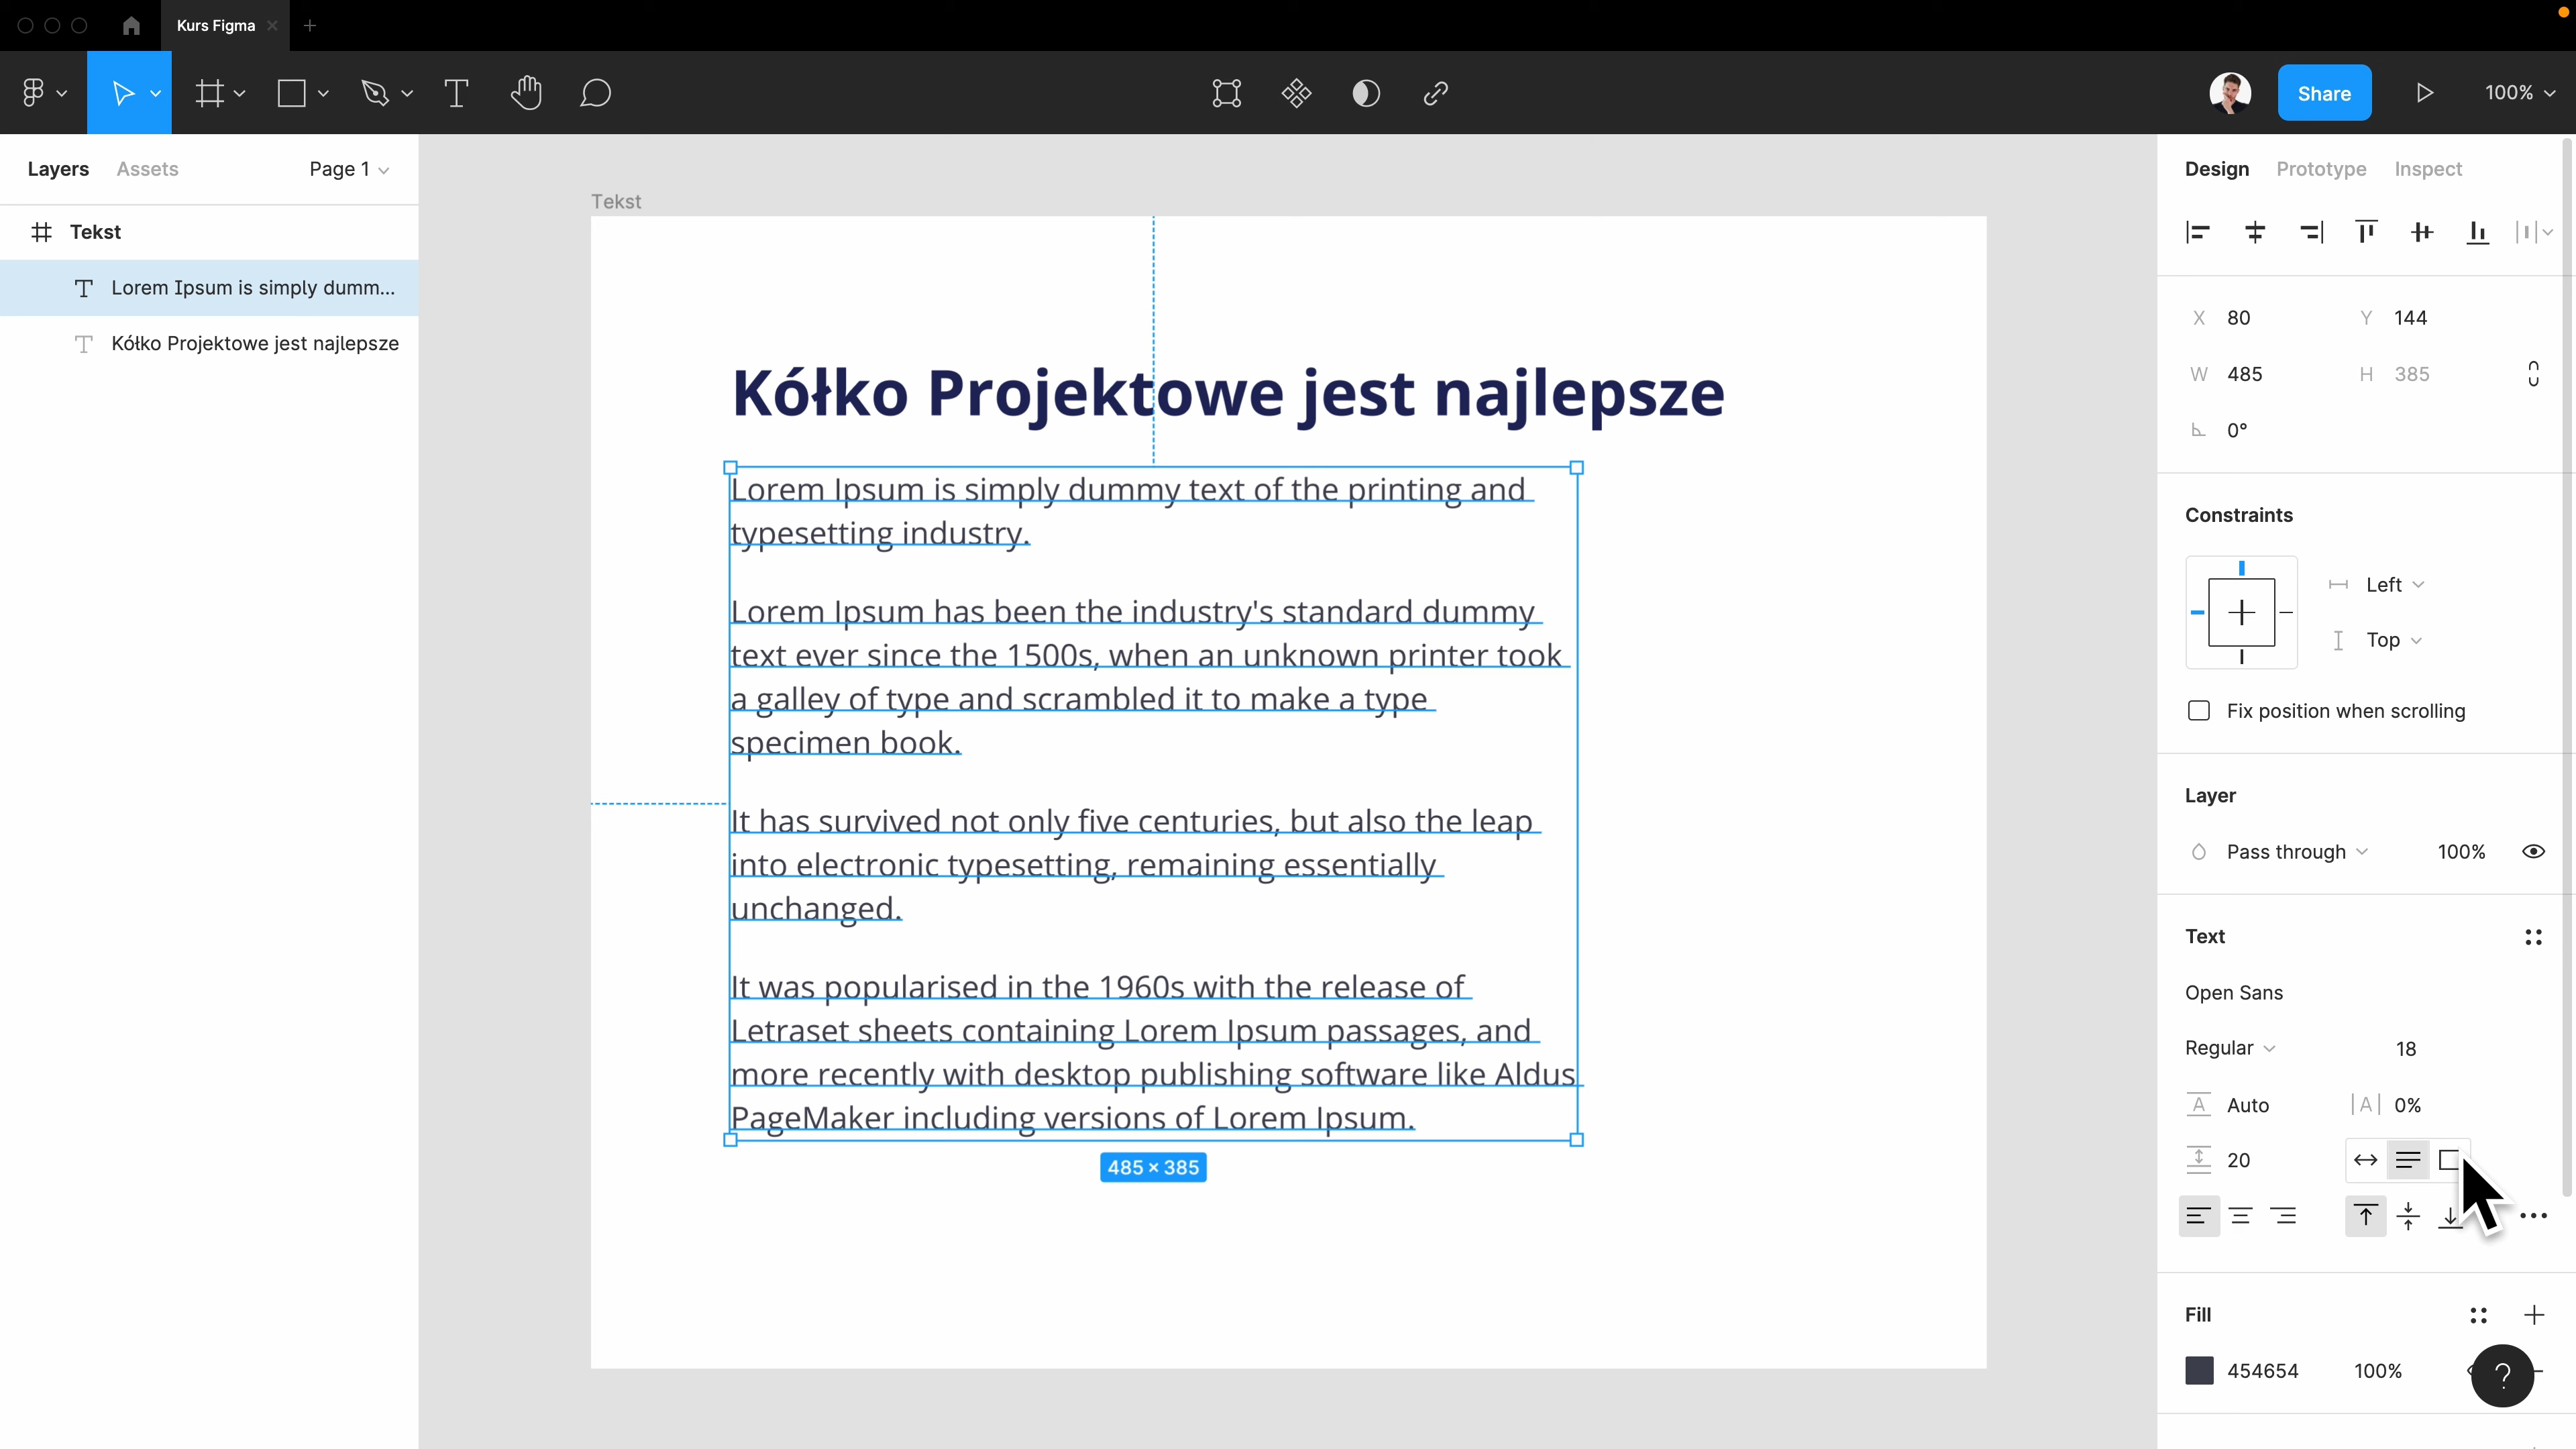 Kurs Figma
Share
100%
Layers Assets Page 1
Tekst
Lorem Ipsum is simply dumm...
Kółko Projektowe jest najlepsze
Tekst
Kółko Projektowe jest najlepsze
Lorem Ipsum is simply dummy text of the printing and
typesetting industry.
Lorem Ipsum has been the industry's standard dummy
text ever since the 1500s, when an unknown printer took
a galley of type and scrambled it to make a type
specimen book.
It has survived not only five centuries, but also the leap
into electronic typesetting, remaining essentially
unchanged.
It was popularised in the 1960s with the release of
Letraset sheets containing Lorem Ipsum passages, and
more recently with desktop publishing software like Aldus
PageMaker including versions of Lorem Ipsum.
485 × 385
Design Prototype Inspect
X 80 Y 144
W 485 H 385
0°
Constraints
Left
Top
Fix position when scrolling
Layer
Pass through 100%
Text
Open Sans
Regular 18
A Auto |A| 0%
20
Fill
454654 100%
?